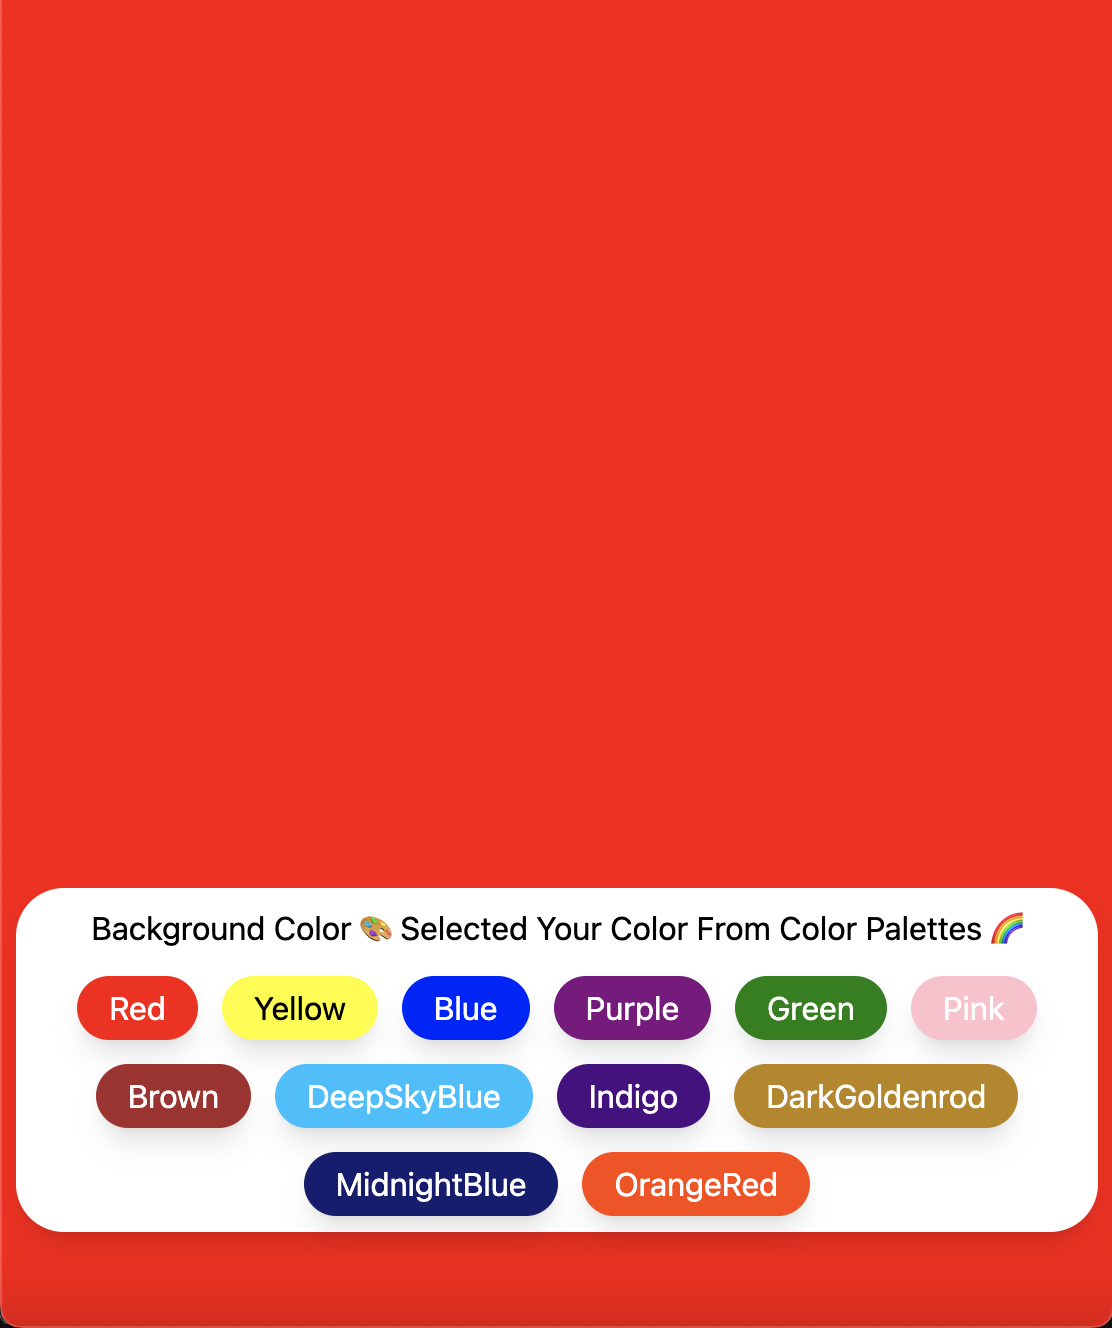 Background Color 🎨 Selected Your Color From Color Palettes 🌈
Red Yellow Blue Purple Green Pink
Brown DeepSkyBlue Indigo DarkGoldenrod
MidnightBlue OrangeRed